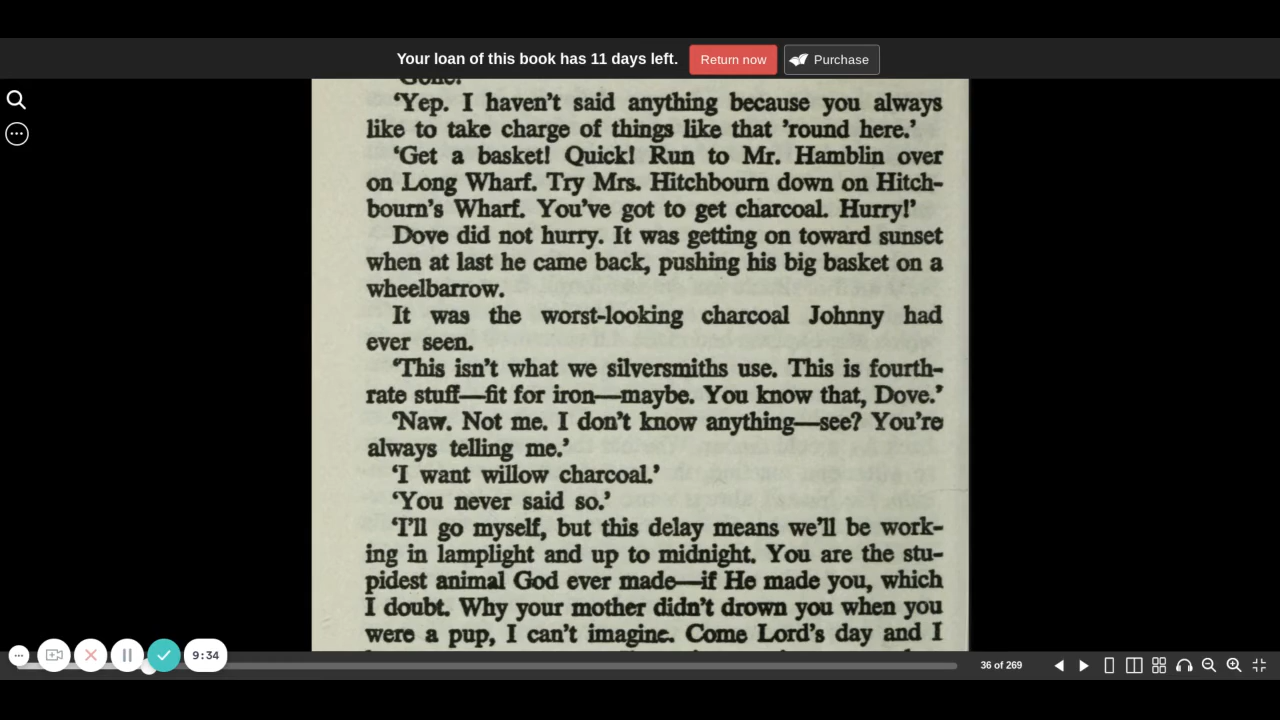 Your loan of this book has 11 days left. Return now Purchase
'Gone!'
'Yep. I haven't said anything because you always
like to take charge of things like that 'round here.'
'Get a basket! Quick! Run to Mr. Hamblin over
on Long Wharf. Try Mrs. Hitchbourn down on Hitch-
bourn's Wharf. You've got to get charcoal. Hurry!'
Dove did not hurry. It was getting on toward sunset
when at last he came back, pushing his big basket on a
wheelbarrow.
It was the worst-looking charcoal Johnny had
ever seen.
'This isn't what we silversmiths use. This is fourth-
rate stuff—fit for iron—maybe. You know that, Dove.'
'Naw. Not me. I don't know anything—see? You're
always telling me.'
'I want willow charcoal.'
'You never said so.'
'I'll go myself, but this delay means we'll be work-
ing in lamplight and up to midnight. You are the stu-
pidest animal God ever made—if He made you, which
I doubt. Why your mother didn't drown you when you
were a pup, I can't imagine. Come Lord's day and I
9:34
36 of 269